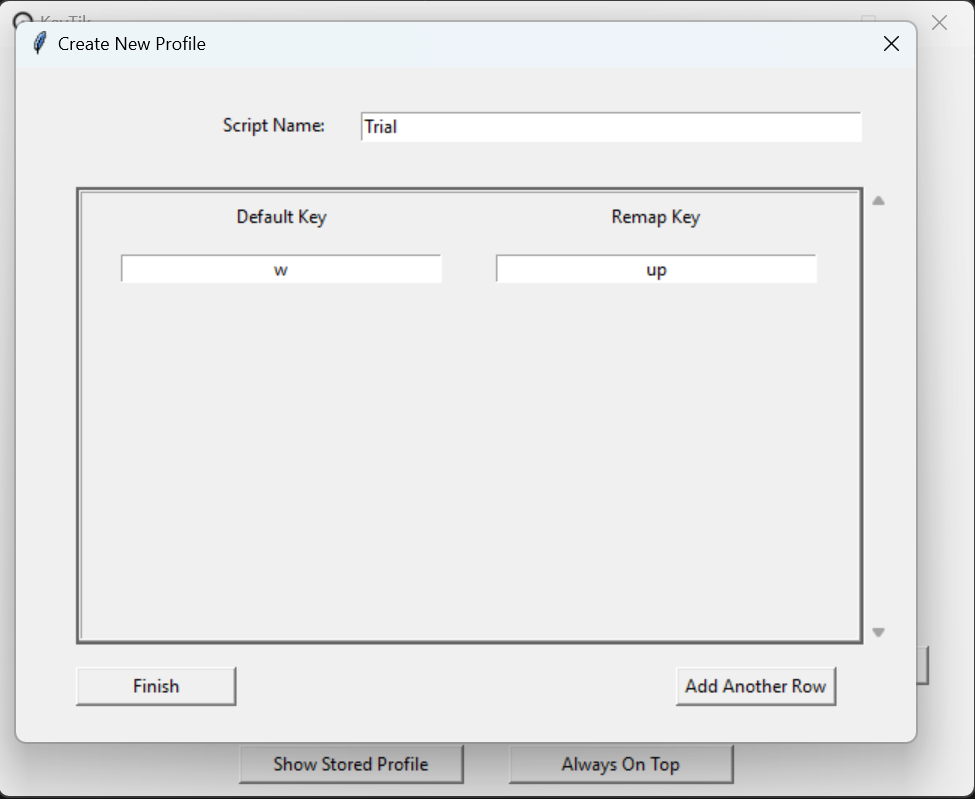 Create New Profile
Script Name: Trial
Default Key Remap Key
w up
Finish Add Another Row
Show Stored Profile Always On Top